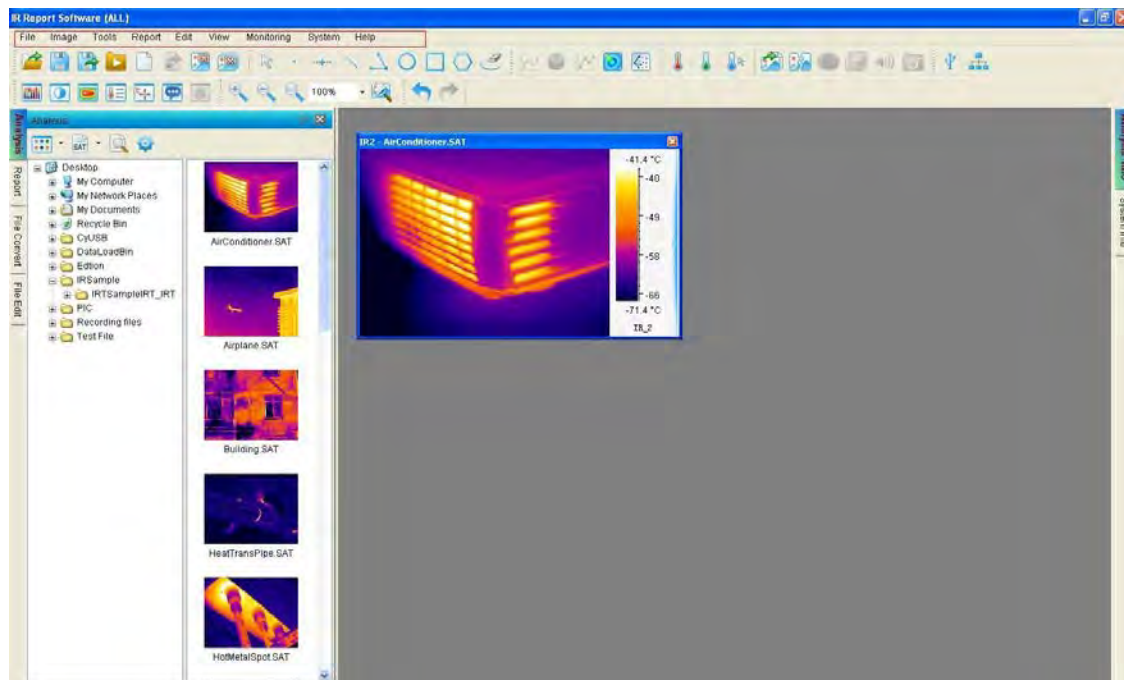 IR Report Software (ALL)
File Image Tools Report Edit View Monitoring System Help
100%
Analysis
Report
File Convert
File Edit
SAT
Desktop
My Computer
My Network Places
My Documents
Recycle Bin
CyUSB
DataLoadBin
Edtion
IRSample
IRTSampleIRT_IRT
PIC
Recording files
Test File
AirConditioner.SAT
Airplane.SAT
Building.SAT
HeatTransPipe.SAT
HotMetalSpot.SAT
IR2 - AirConditioner.SAT
-41.4 °C
-40
-49
-58
-66
-71.4 °C
IR_2